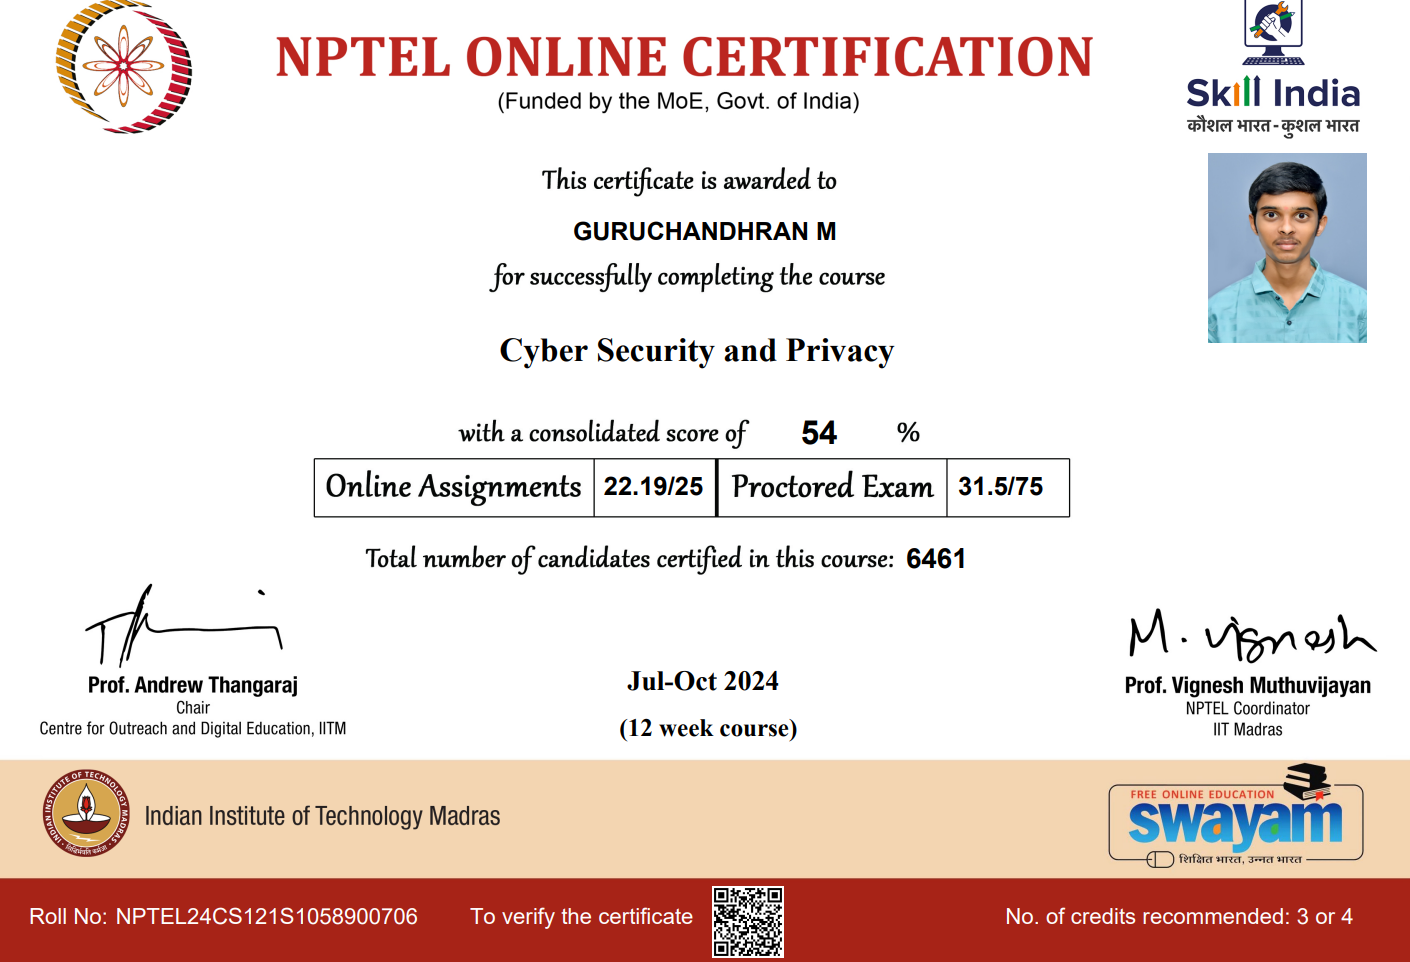 NPTEL ONLINE CERTIFICATION
(Funded by the MoE, Govt. of India)
Skill India
कौशल भारत - कुशल भारत
This certificate is awarded to
GURUCHANDHRAN M
for successfully completing the course
Cyber Security and Privacy
with a consolidated score of 54 %
Online Assignments 22.19/25 Proctored Exam 31.5/75
Total number of candidates certified in this course: 6461
M. Vignesh
Prof. Andrew Thangaraj
Chair
Centre for Outreach and Digital Education, IITM
Jul-Oct 2024
(12 week course)
Prof. Vignesh Muthuvijayan
NPTEL Coordinator
IIT Madras
INDIAN INSTITUTE OF TECHNOLOGY MADRAS
सिद्धिर्भवति कर्मजा
Indian Institute of Technology Madras
FREE ONLINE EDUCATION
swayam
शिक्षित भारत, उन्नत भारत
Roll No: NPTEL24CS121S1058900706
To verify the certificate
No. of credits recommended: 3 or 4